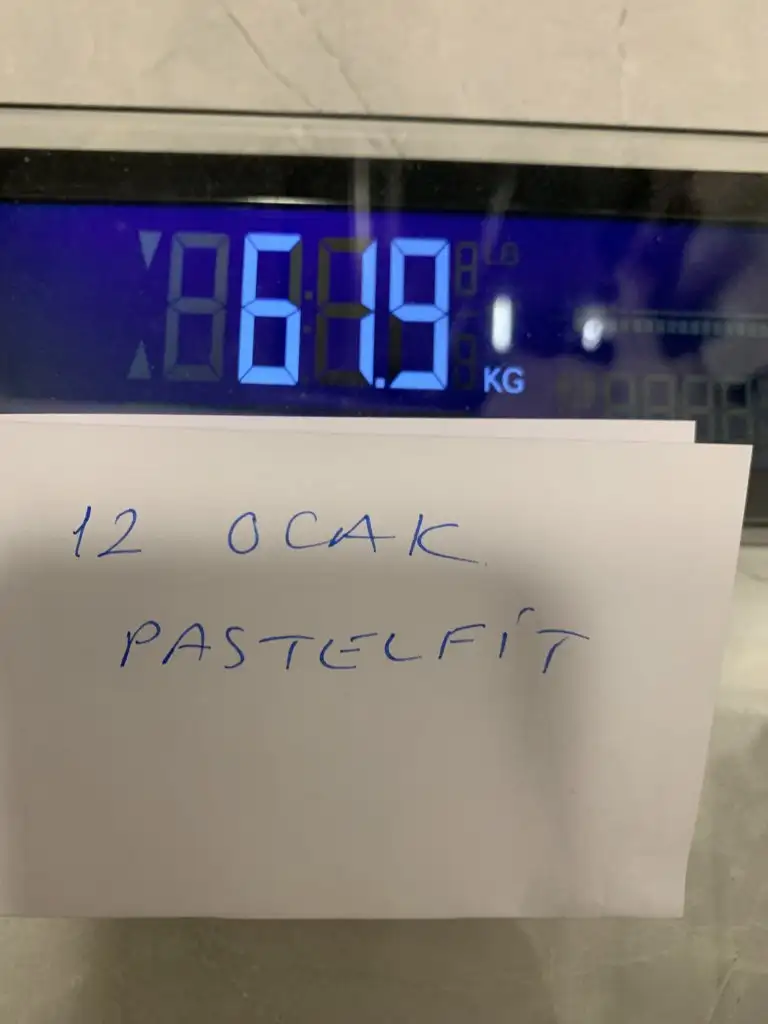 61.9
KG
12 OCAK
PASTELFİT